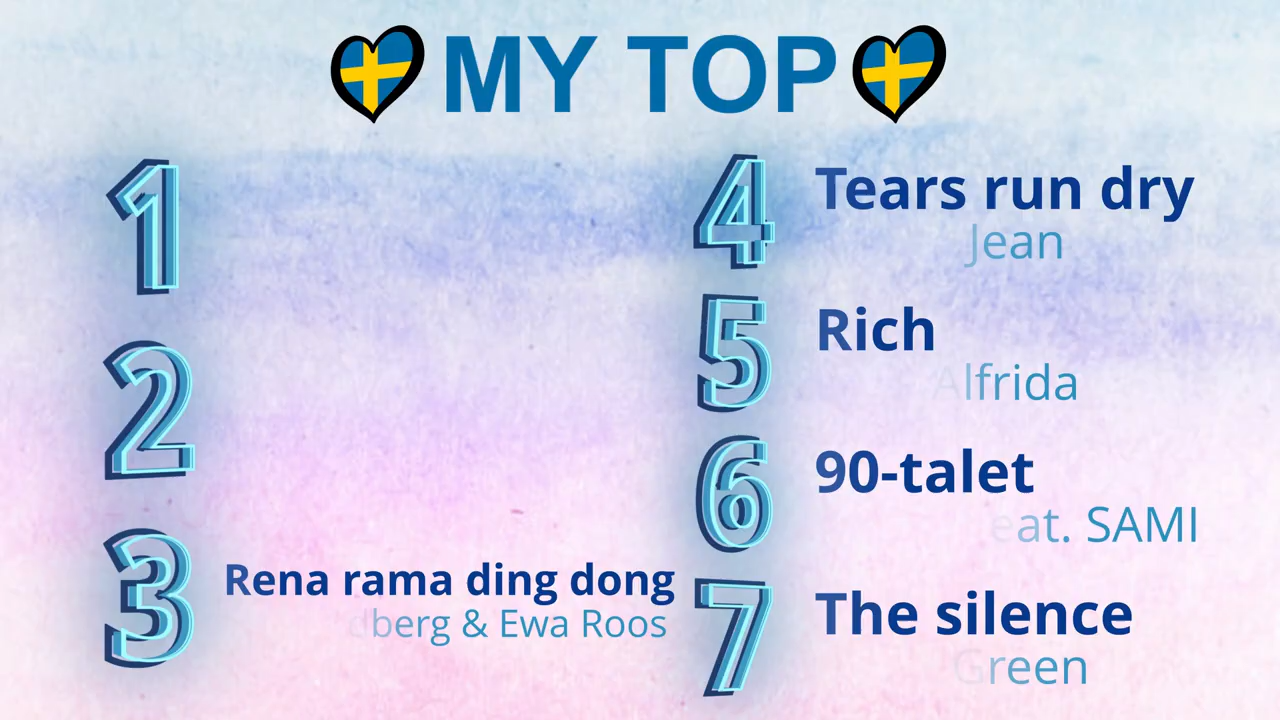 MY TOP
1
2
3
Rena rama ding dong
dberg & Ewa Roos
4
Tears run dry
Jean
5
Rich
Alfrida
6
90-talet
eat. SAMI
7
The silence
Green